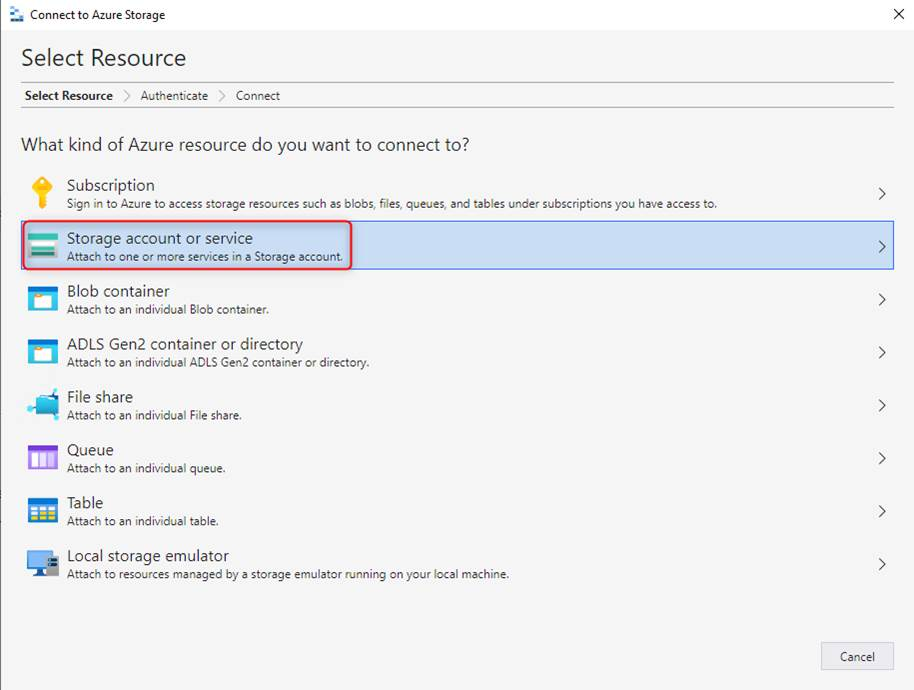 Connect to Azure Storage
Select Resource
Select Resource Authenticate Connect
What kind of Azure resource do you want to connect to?
Subscription
Sign in to Azure to access storage resources such as blobs, files, queues, and tables under subscriptions you have access to.
Storage account or service
Attach to one or more services in a Storage account.
Blob container
Attach to an individual Blob container.
ADLS Gen2 container or directory
Attach to an individual ADLS Gen2 container or directory.
File share
Attach to an individual File share.
Queue
Attach to an individual queue.
Table
Attach to an individual table.
Local storage emulator
Attach to resources managed by a storage emulator running on your local machine.
Cancel